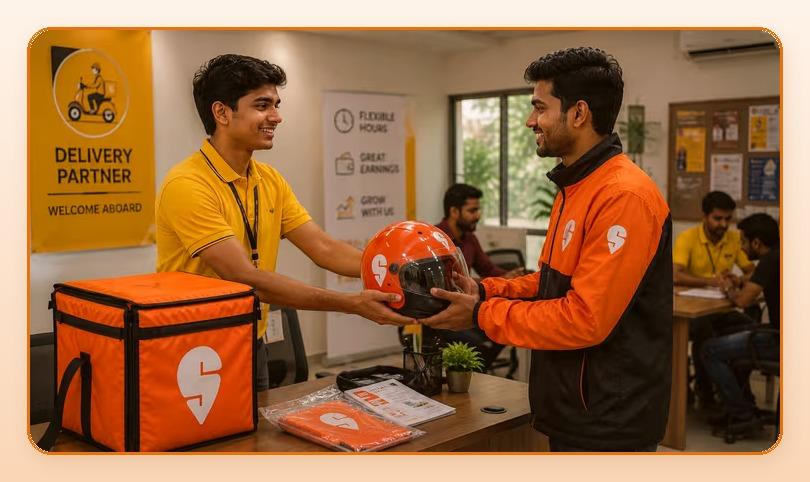 DELIVERY
PARTNER
WELCOME ABOARD
FLEXIBLE
HOURS
GREAT
EARNINGS
GROW
WITH US